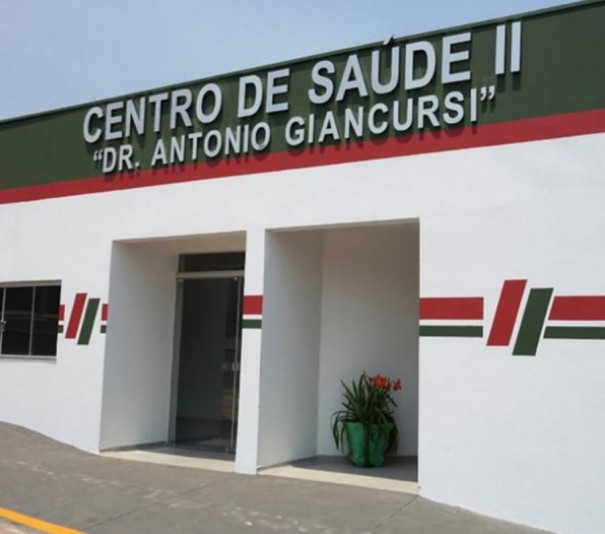 CENTRO DE SAÚDE II
“DR. ANTONIO GIANCURSI”